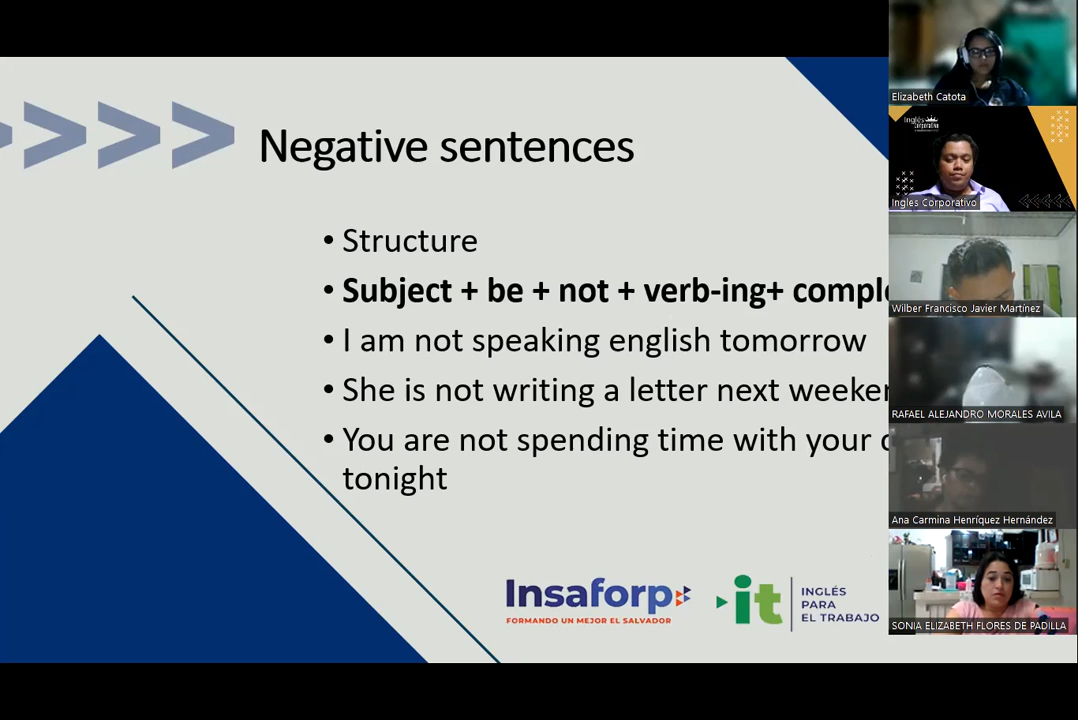 Negative sentences
• Structure
• Subject + be + not + verb-ing+ comple
• I am not speaking english tomorrow
• She is not writing a letter next weeken
• You are not spending time with your
tonight
Insaforp
FORMANDO UN MEJOR EL SALVADOR
it
INGLÉS
PARA
EL TRABAJO
Elizabeth Catota
Inglés
Corporativo
Ingles Corporativo
Wilber Francisco Javier Martínez
RAFAEL ALEJANDRO MORALES AVILA
Ana Carmina Henríquez Hernández
SONIA ELIZABETH FLORES DE PADILLA